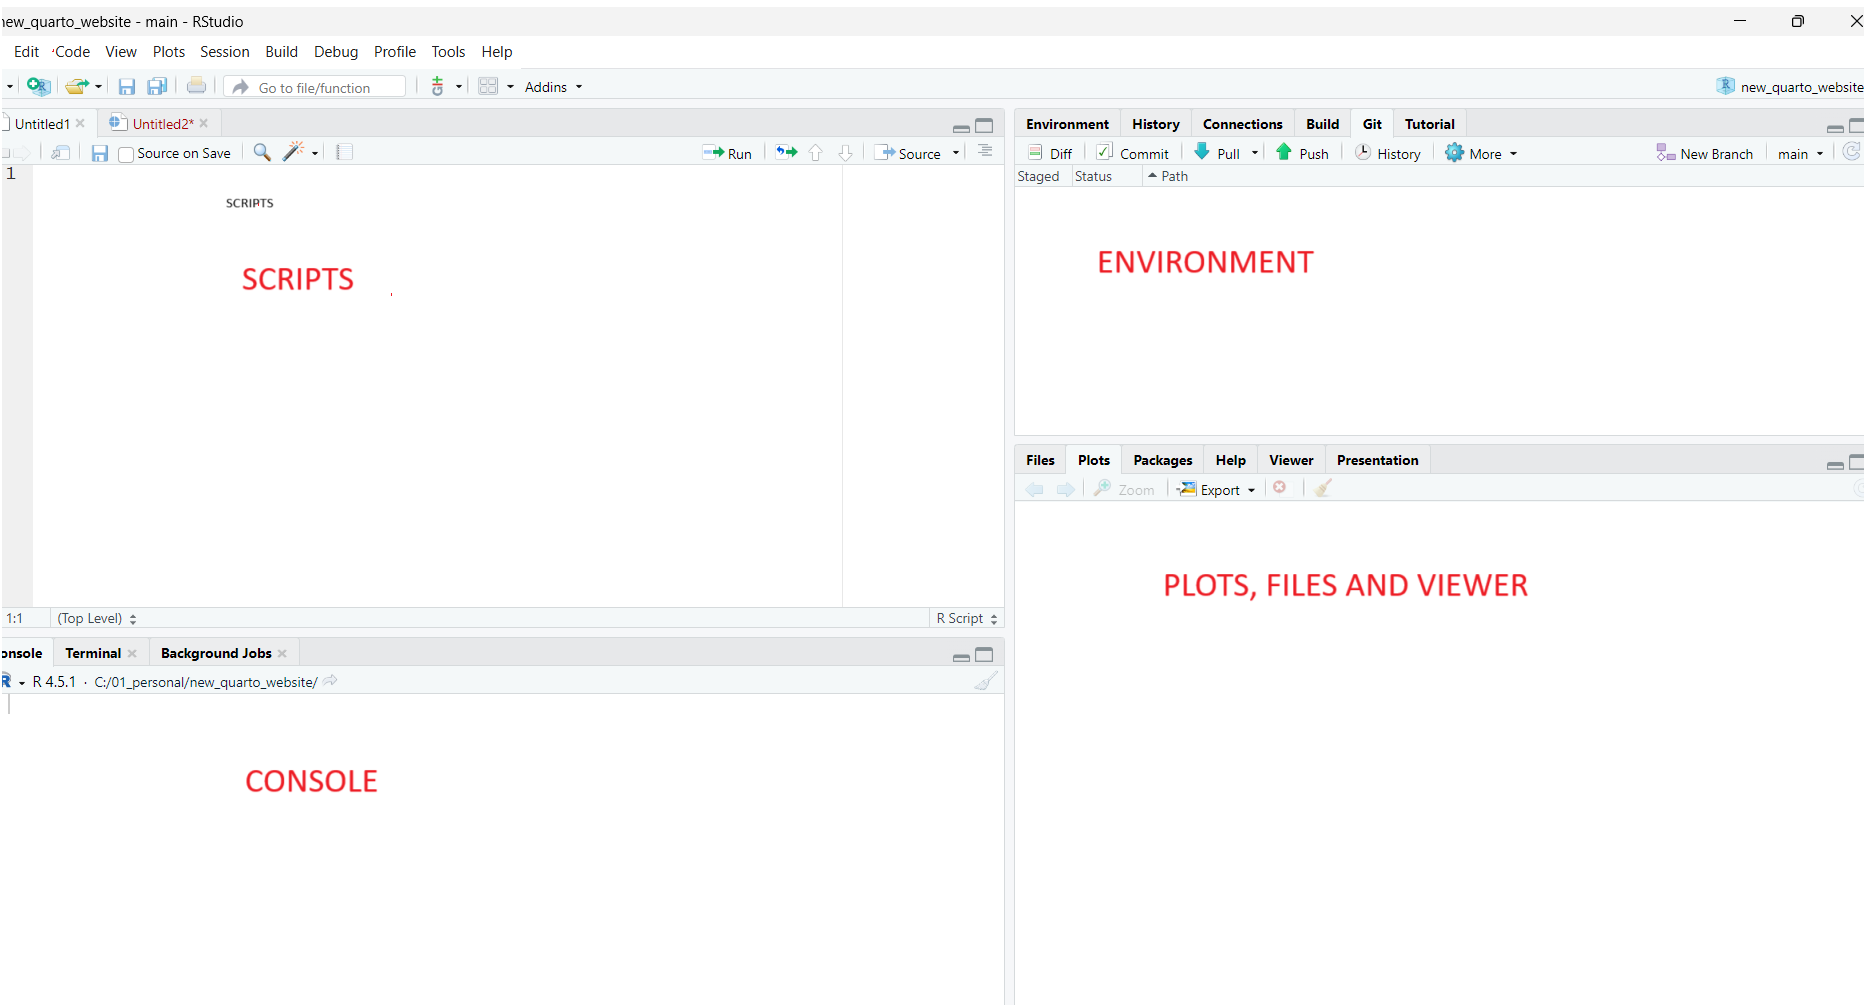 new_quarto_website - main - RStudio
Edit Code View Plots Session Build Debug Profile Tools Help
Go to file/function Addins new_quarto_website
Untitled1 Untitled2*
Source on Save Run Source
1
SCRIPTS
SCRIPTS
1:1 (Top Level) R Script
onsole Terminal Background Jobs
R 4.5.1 · C:/01_personal/new_quarto_website/
CONSOLE
Environment History Connections Build Git Tutorial
Diff Commit Pull Push History More New Branch main
Staged Status Path
ENVIRONMENT
Files Plots Packages Help Viewer Presentation
Zoom Export
PLOTS, FILES AND VIEWER